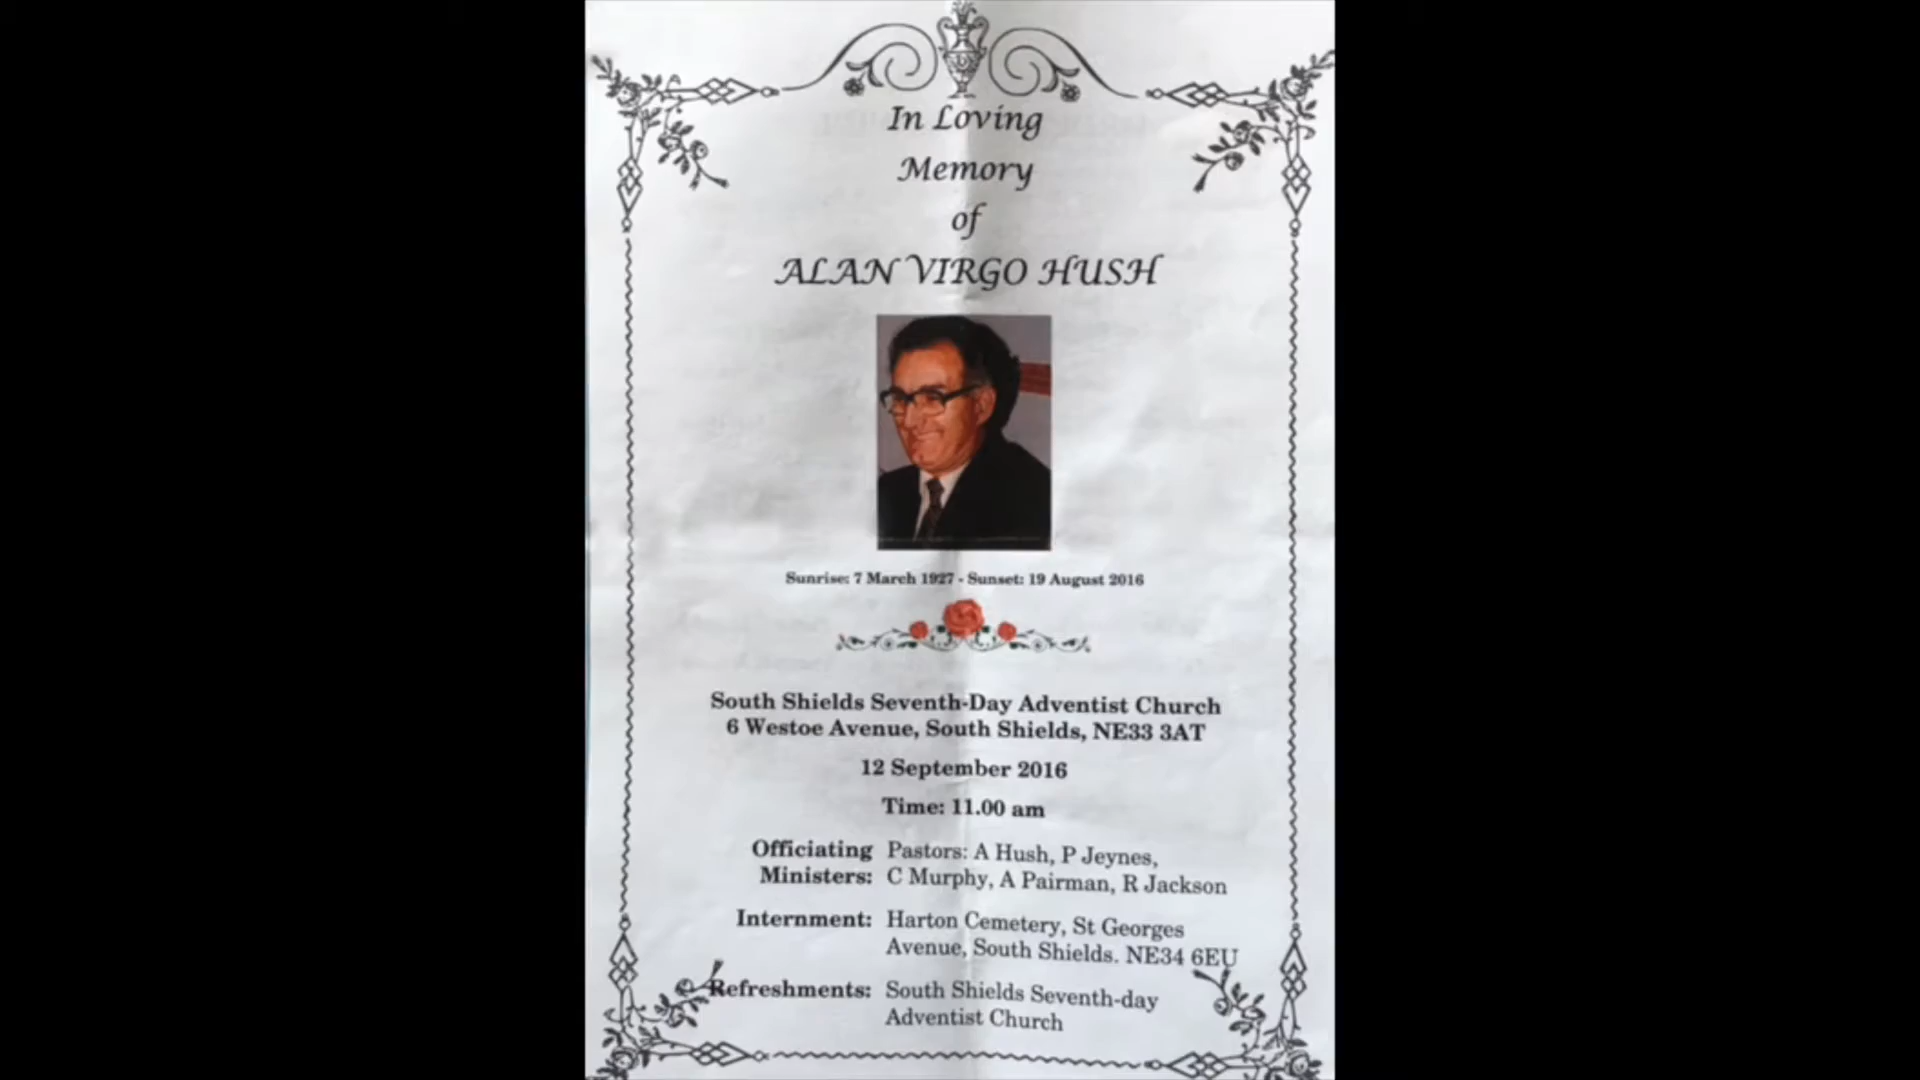 In Loving
Memory
of
ALAN VIRGO HUSH
Sunrise: 7 March 1927 - Sunset: 19 August 2016
South Shields Seventh-Day Adventist Church
6 Westoe Avenue, South Shields, NE33 3AT
12 September 2016
Time: 11.00 am
Officiating Pastors: A Hush, P Jeynes,
Ministers: C Murphy, A Pairman, R Jackson
Internment: Harton Cemetery, St Georges
Avenue, South Shields. NE34 6EU
Refreshments: South Shields Seventh-day
Adventist Church